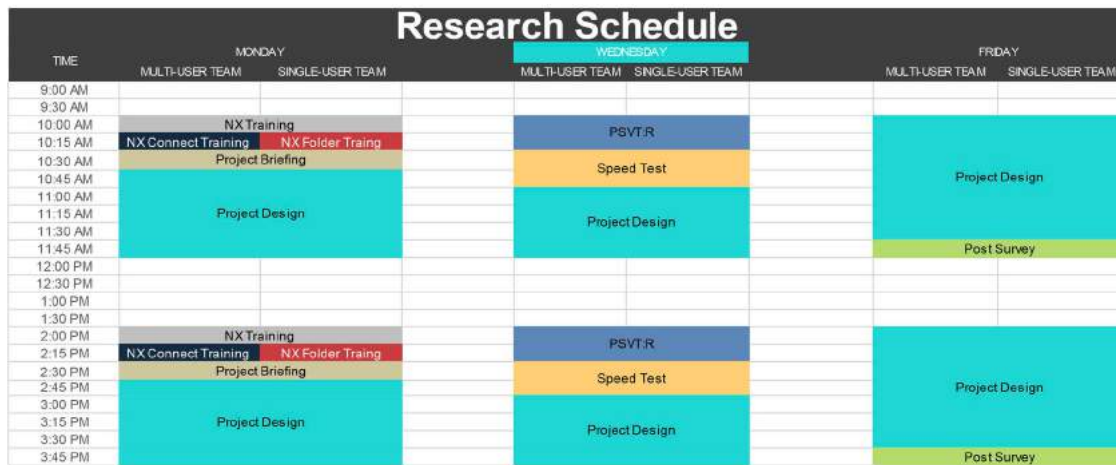 Research Schedule
TIME MONDAY WEDNESDAY FRIDAY
MULTI-USER TEAM SINGLE-USER TEAM MULTI-USER TEAM SINGLE-USER TEAM MULTI-USER TEAM SINGLE-USER TEAM
9:00 AM
9:30 AM
10:00 AM NX Training PSVT:R
10:15 AM NX Connect Training NX Folder Traing
10:30 AM Project Briefing Speed Test
10:45 AM Project Design
11:00 AM
11:15 AM Project Design Project Design
11:30 AM
11:45 AM Post Survey
12:00 PM
12:30 PM
1:00 PM
1:30 PM
2:00 PM NX Training PSVT:R
2:15 PM NX Connect Training NX Folder Traing
2:30 PM Project Briefing Speed Test
2:45 PM Project Design
3:00 PM
3:15 PM Project Design Project Design
3:30 PM
3:45 PM Post Survey